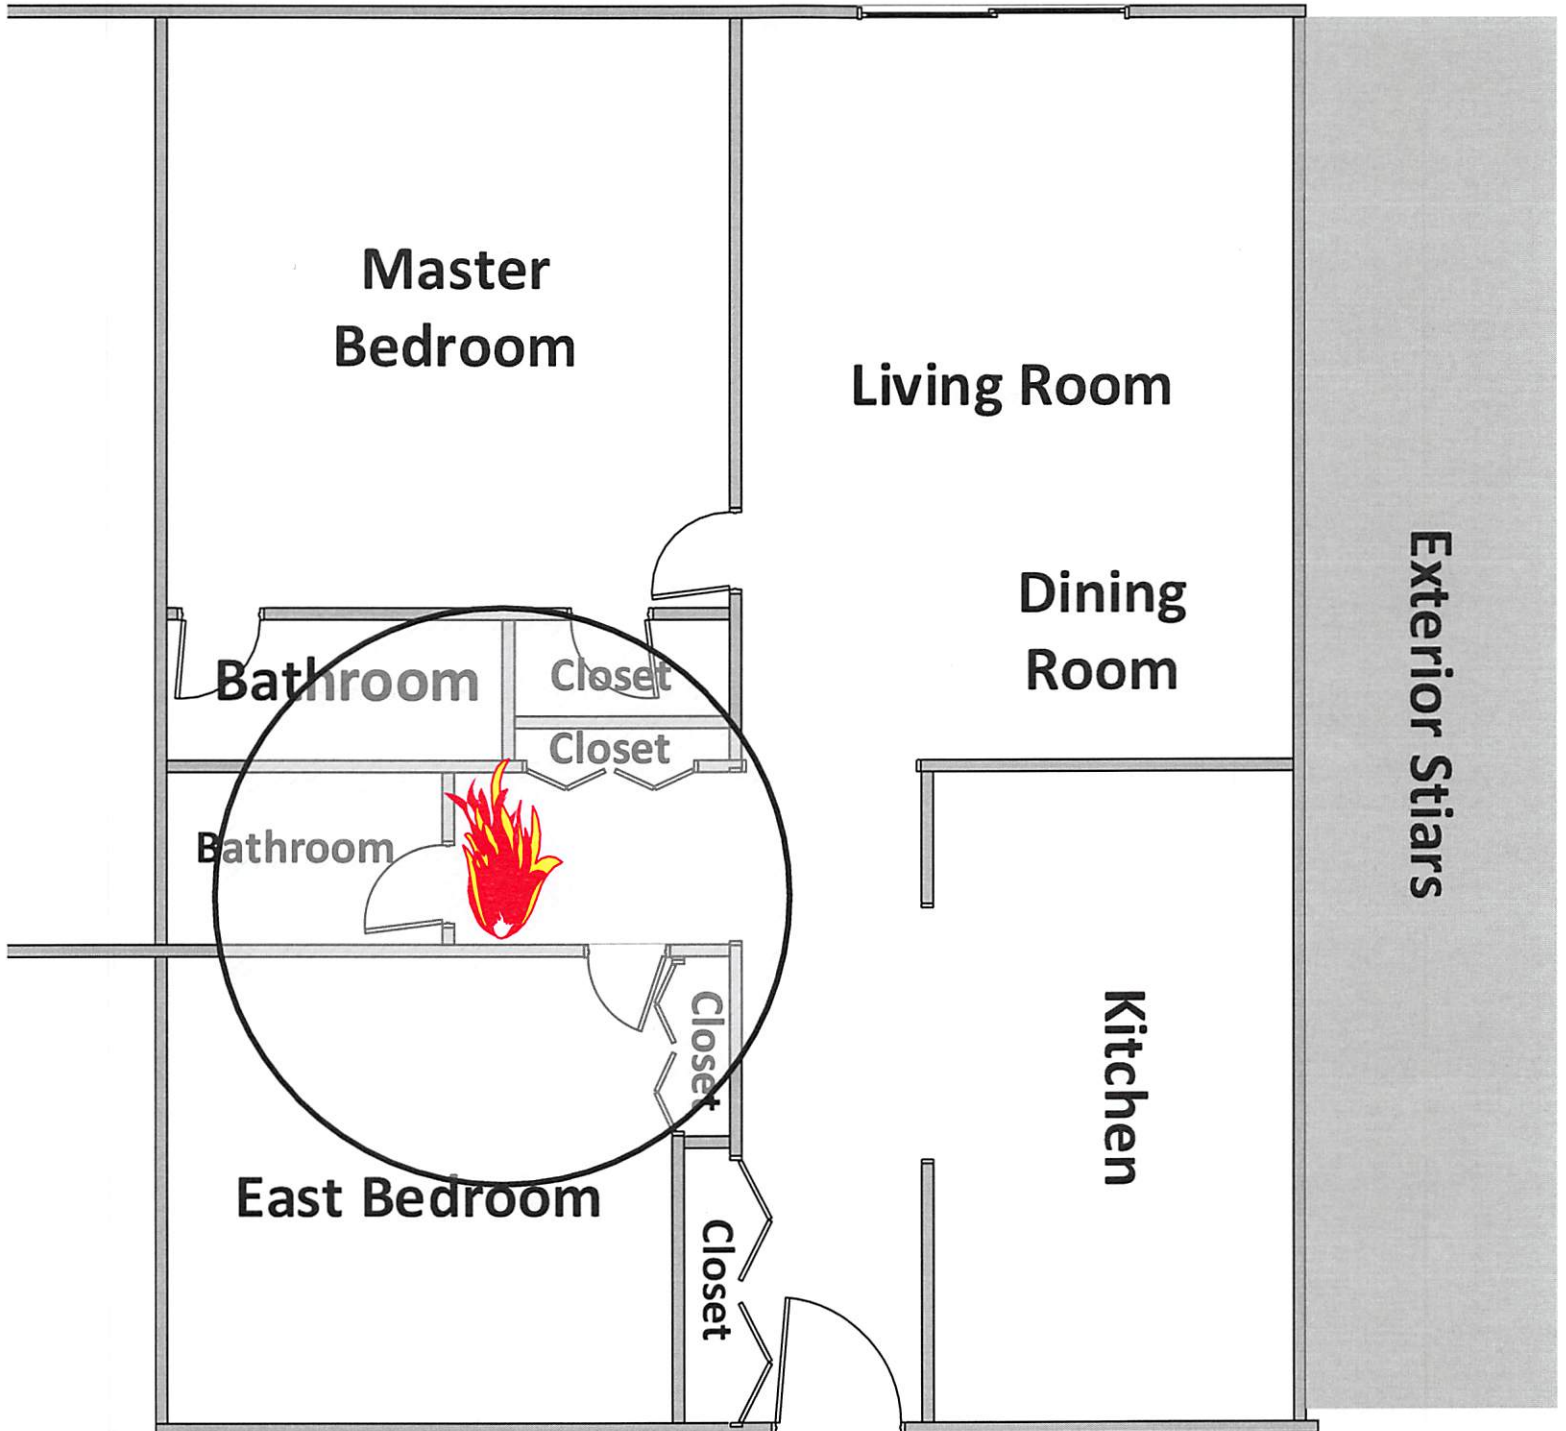 Master
Bedroom
Living Room
Dining
Room
Exterior Stiars
Bathroom
Closet
Closet
Bathroom
Closet
Kitchen
East Bedroom
Closet